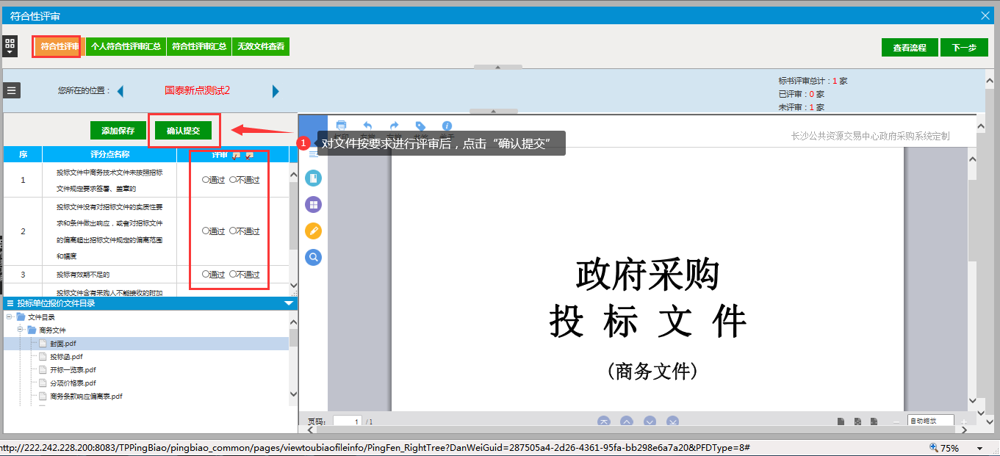 符合性评审
符合性评审 个人符合性评审汇总 符合性评审汇总 无效文件查看 查看流程 下一步
您所在的位置： 国泰新点测试2
标书评审总计：1 家
已评审：0 家
未评审：1 家
添加保存 确认提交
1 对文件按要求进行评审后，点击“确认提交”
长沙公共资源交易中心政府采购系统定制
序 评分点名称 评审
1 投标文件中商务技术文件未按照招标
文件规定要求签署、盖章的
○通过 ○不通过
2 投标文件没有对招标文件的实质性要
求和条件做出响应，或者对招标文件
的偏离超出招标文件规定的偏离范围
和幅度
○通过 ○不通过
3 投标有效期不足的 ○通过 ○不通过
投标文件含有采购人不能接收的附加
投标单位报价文件目录
文件目录
商务文件
封面.pdf
投标函.pdf
开标一览表.pdf
分项价格表.pdf
商务条款响应偏离表.pdf
政府采购
投 标 文 件
(商务文件)
页码： 1 / 1 自动缩放
http://222.242.228.200:8083/TPPingBiao/pingbiao_common/pages/viewtoubiaofileinfo/PingFen_RightTree?DanWeiGuid=287505a4-2d26-4361-95fa-bb298e6a7a20&PFDType=8# 75%